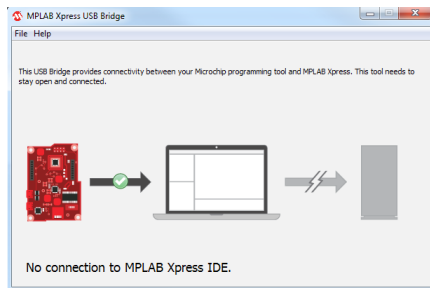 MPLAB Xpress USB Bridge
File Help
This USB Bridge provides connectivity between your Microchip programming tool and MPLAB Xpress. This tool needs to
stay open and connected.
No connection to MPLAB Xpress IDE.